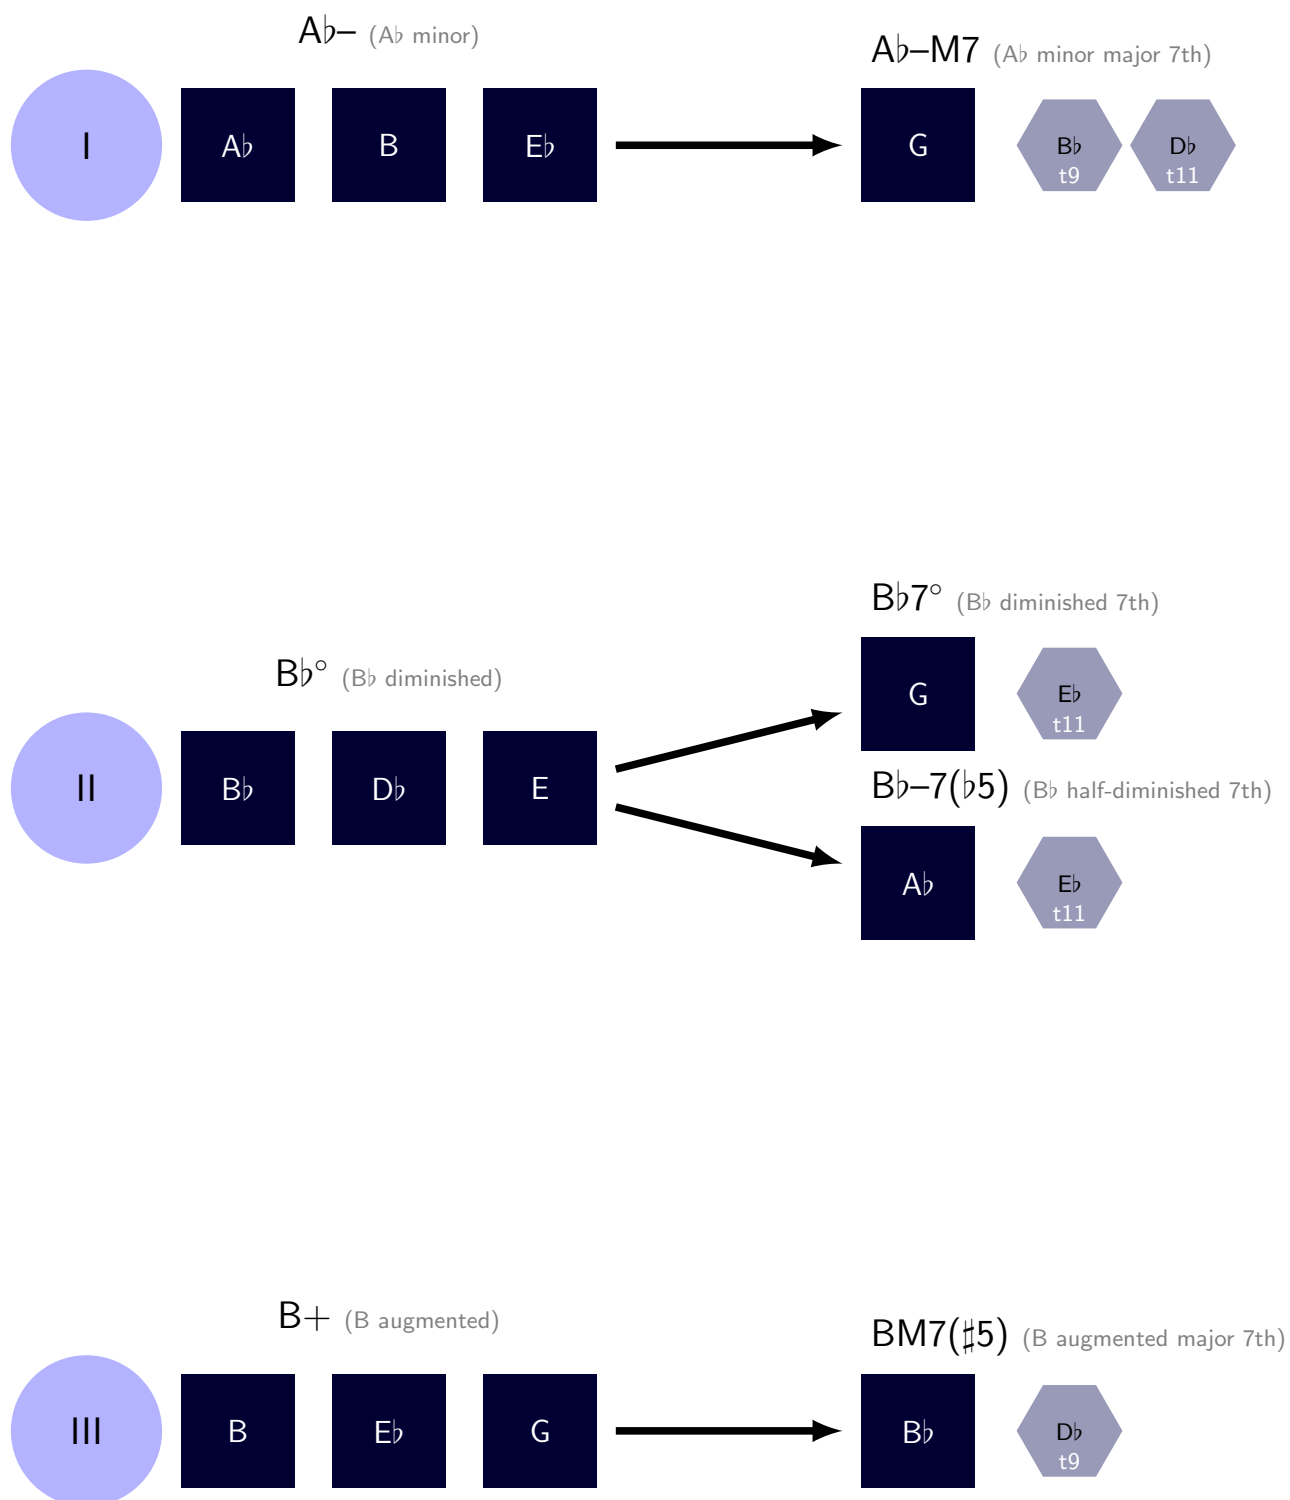 A♭– (A♭ minor)
A♭–M7 (A♭ minor major 7th)
I A♭ B E♭ G B♭ D♭
t9 t11
B♭7° (B♭ diminished 7th)
G E♭
t11
B♭° (B♭ diminished)
II B♭ D♭ E
B♭–7(♭5) (B♭ half-diminished 7th)
A♭ E♭
t11
B+ (B augmented)
BM7(♯5) (B augmented major 7th)
III B E♭ G B♭ D♭
t9